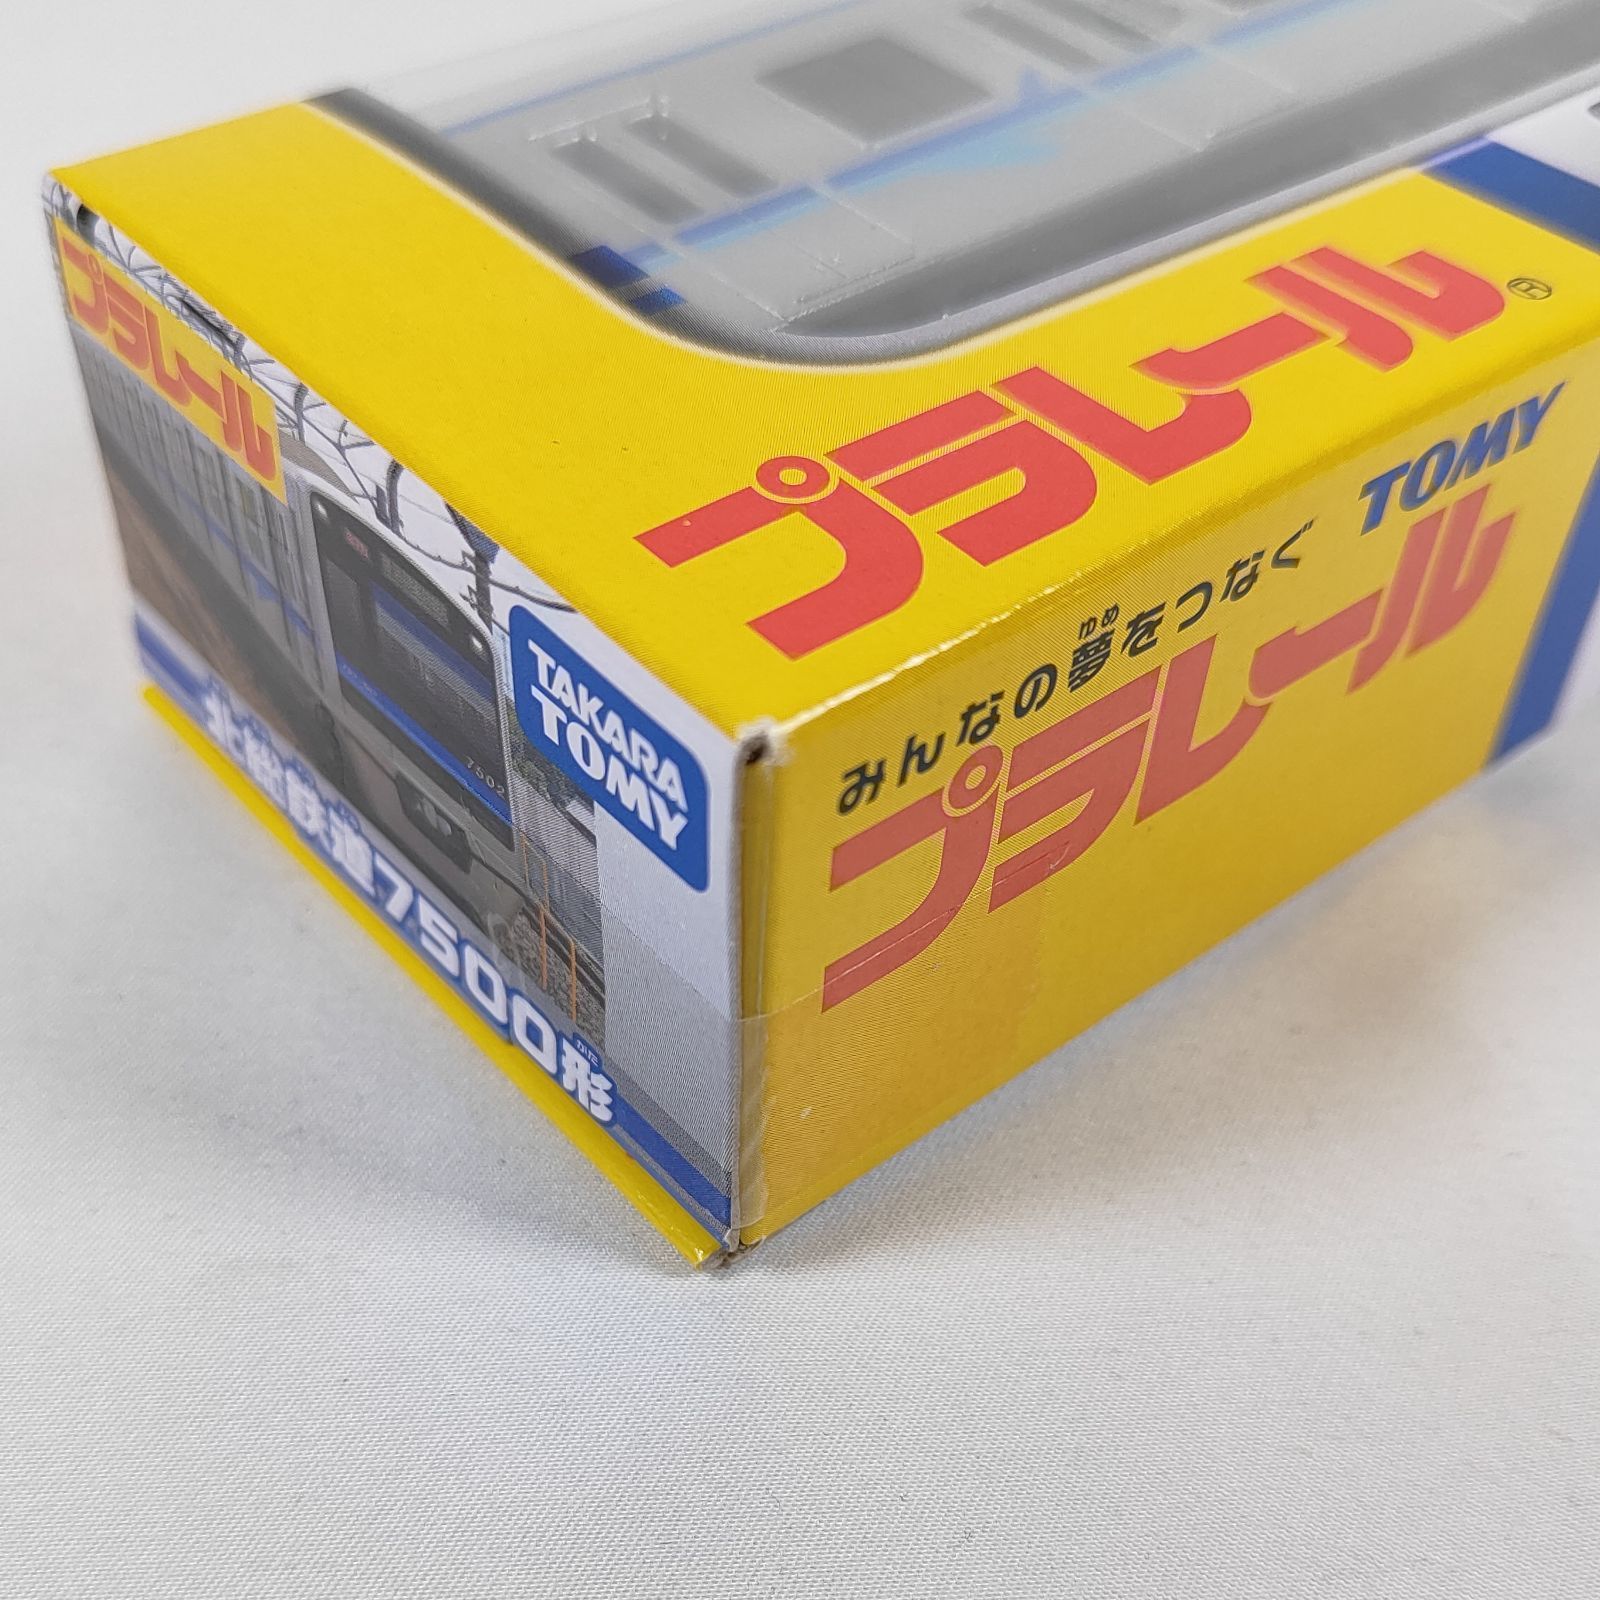 プラレール®
TOMY
みんなの夢をつなぐ
ゆめ
プラレール
プラレール
TAKARA
TOMY
7502
北総鉄道7500形
かた